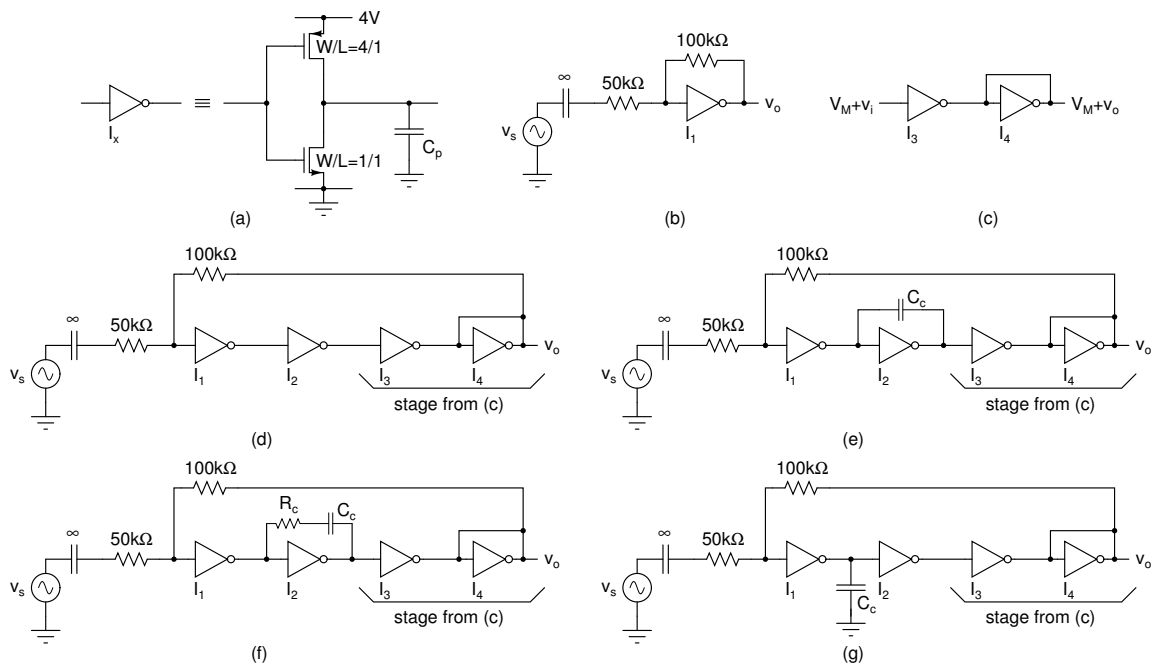 4V
W/L=4/1
I_x
≡
C_p
W/L=1/1
(a)
100kΩ
∞
50kΩ
v_s
I_1
v_o
(b)
V_M+v_i
I_3
I_4
V_M+v_o
(c)
100kΩ
∞
50kΩ
v_s
I_1
I_2
I_3
I_4
v_o
stage from (c)
(d)
100kΩ
∞
50kΩ
C_c
v_s
I_1
I_2
I_3
I_4
v_o
stage from (c)
(e)
100kΩ
∞
50kΩ
R_c
C_c
v_s
I_1
I_2
I_3
I_4
v_o
stage from (c)
(f)
100kΩ
∞
50kΩ
v_s
I_1
C_c
I_2
I_3
I_4
v_o
stage from (c)
(g)